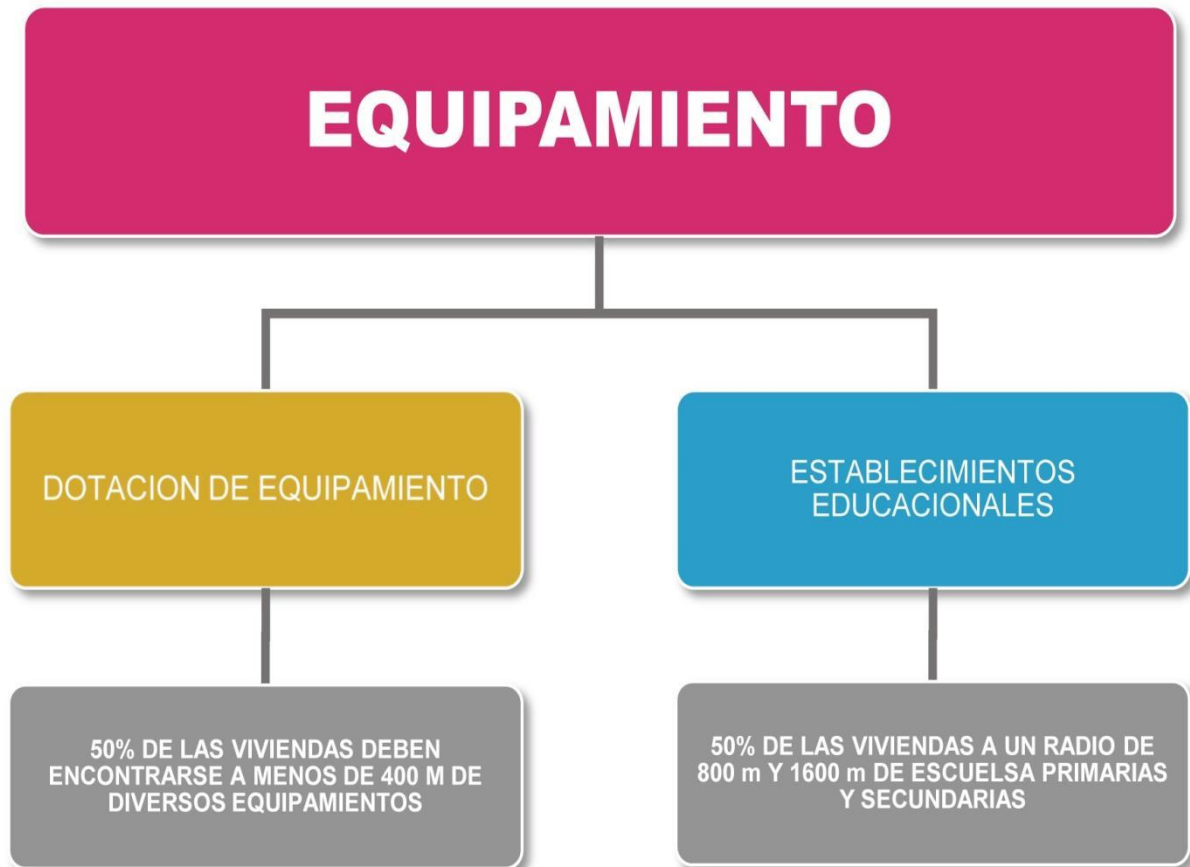 EQUIPAMIENTO
DOTACION DE EQUIPAMIENTO
ESTABLECIMIENTOS
EDUCACIONALES
50% DE LAS VIVIENDAS DEBEN
ENCONTRARSE A MENOS DE 400 M DE
DIVERSOS EQUIPAMIENTOS
50% DE LAS VIVIENDAS A UN RADIO DE
800 m Y 1600 m DE ESCUELSA PRIMARIAS
Y SECUNDARIAS